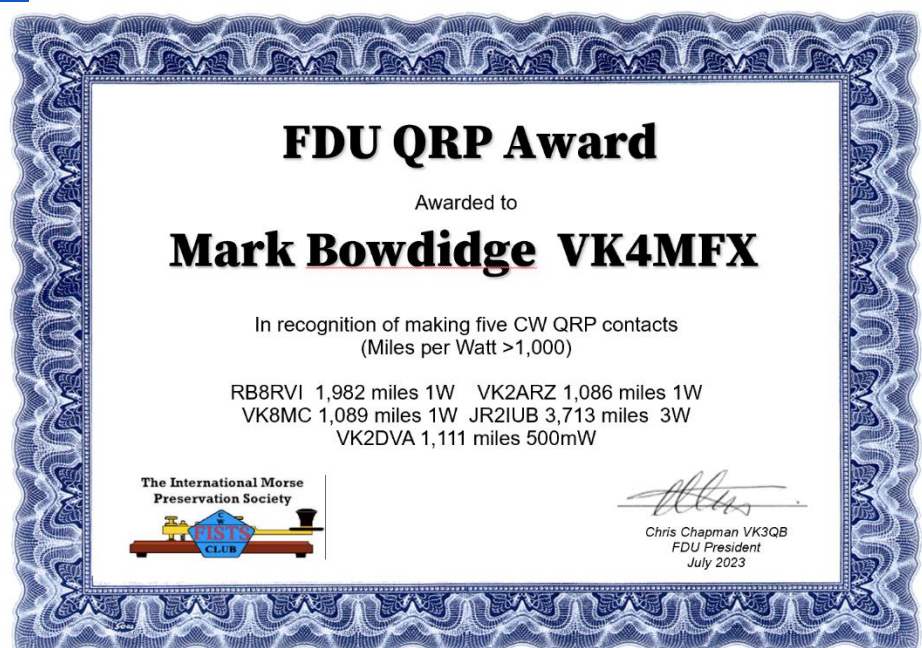 FDU QRP Award
Awarded to
Mark Bowdidge VK4MFX
In recognition of making five CW QRP contacts
(Miles per Watt >1,000)
RB8RVI 1,982 miles 1W VK2ARZ 1,086 miles 1W
VK8MC 1,089 miles 1W JR2IUB 3,713 miles 3W
VK2DVA 1,111 miles 500mW
The International Morse
Preservation Society
CW
FISTS
CLUB
Chris Chapman VK3QB
FDU President
July 2023